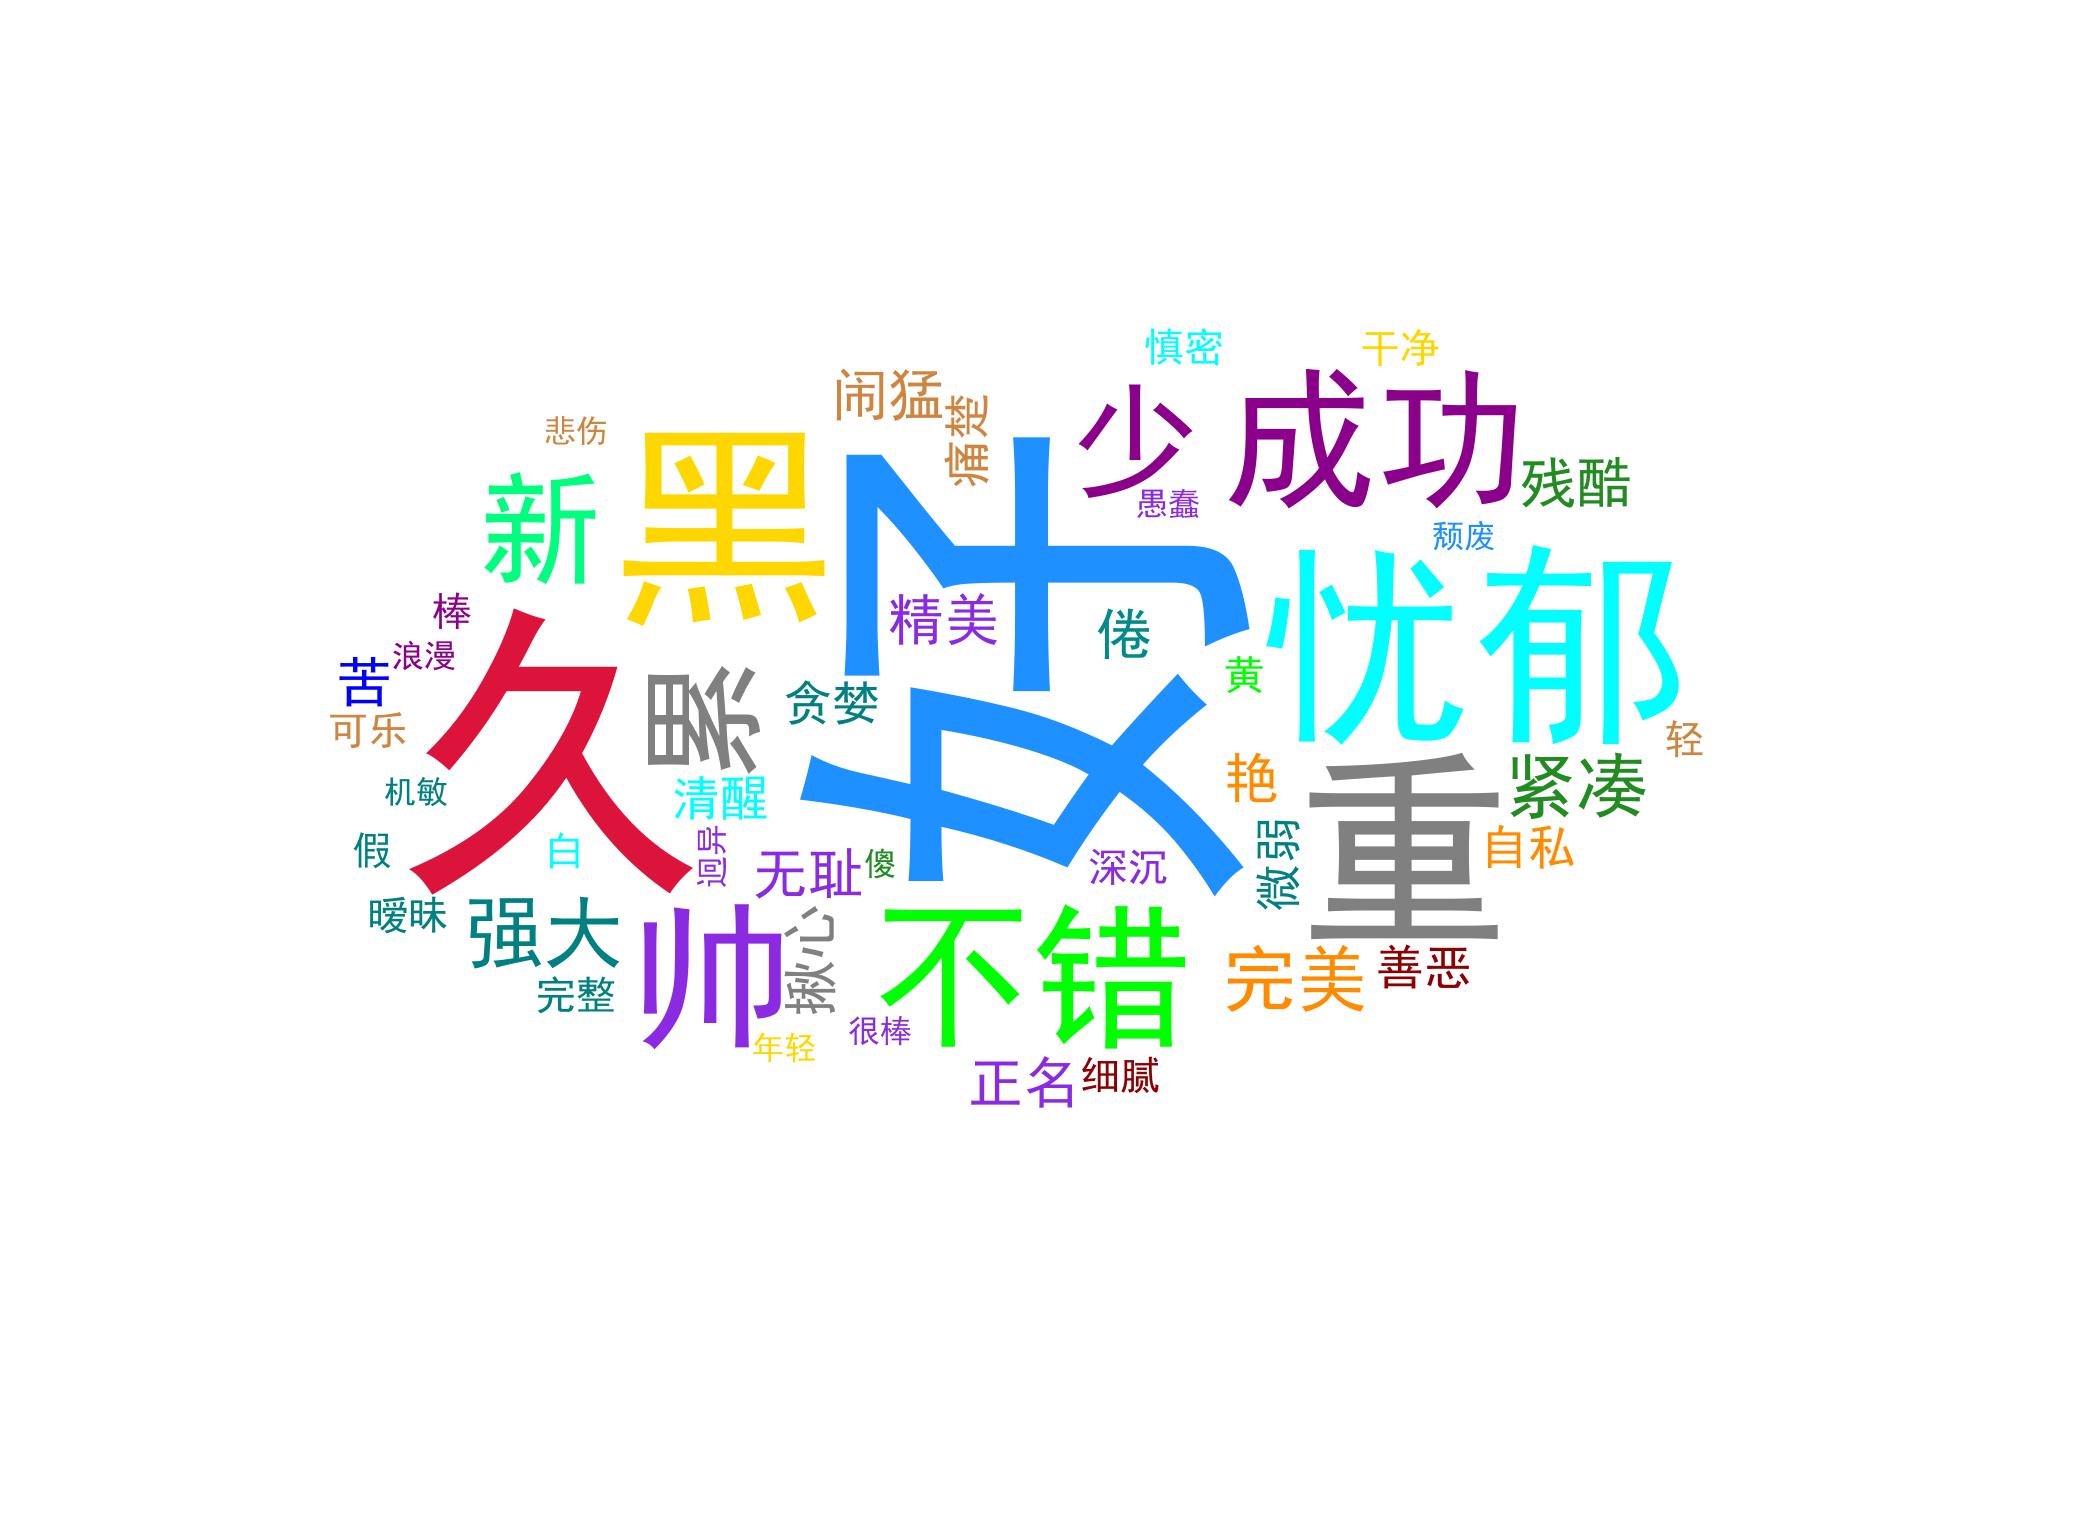 慎密
干净
闹猛
痛楚
少
成功
悲伤
黑
好
残酷
新
愚蠢
颓废
忧郁
棒
精美
倦
浪漫
苦
久
累
贪婪
黄
可乐
轻
机敏
清醒
艳
重
紧凑
假
白
迥异
无耻
傻
深沉
微弱
自私
暧昧
强大
帅
揪心
不错
完美
善恶
完整
年轻
很棒
正名
细腻